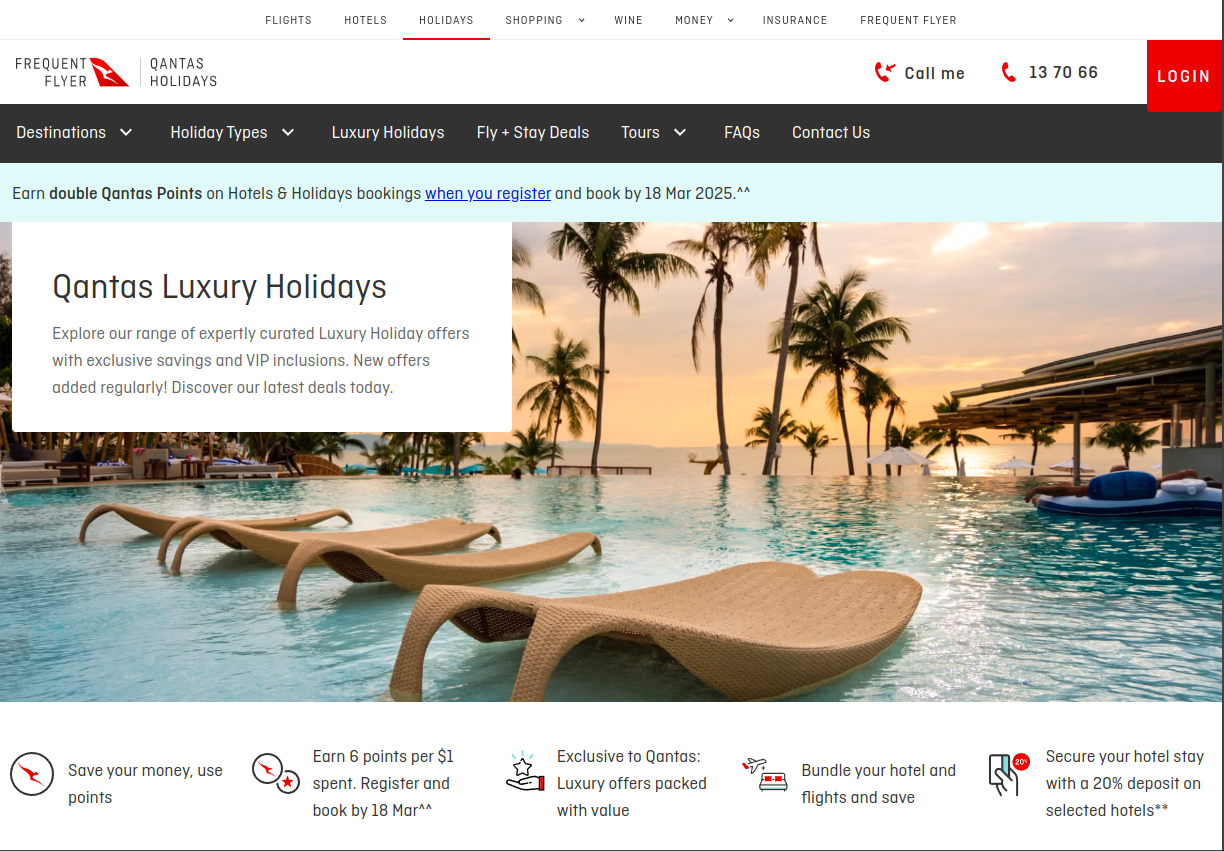 FLIGHTS HOTELS HOLIDAYS SHOPPING WINE MONEY INSURANCE FREQUENT FLYER
FREQUENT FLYER
QANTAS HOLIDAYS
Call me
13 70 66
LOGIN
Destinations Holiday Types Luxury Holidays Fly + Stay Deals Tours FAQs Contact Us
Earn double Qantas Points on Hotels & Holidays bookings when you register and book by 18 Mar 2025.^^
Qantas Luxury Holidays
Explore our range of expertly curated Luxury Holiday offers
with exclusive savings and VIP inclusions. New offers
added regularly! Discover our latest deals today.
Save your money, use
points
Earn 6 points per $1
spent. Register and
book by 18 Mar^^
Exclusive to Qantas:
Luxury offers packed
with value
Bundle your hotel and
flights and save
20%
Secure your hotel stay
with a 20% deposit on
selected hotels**